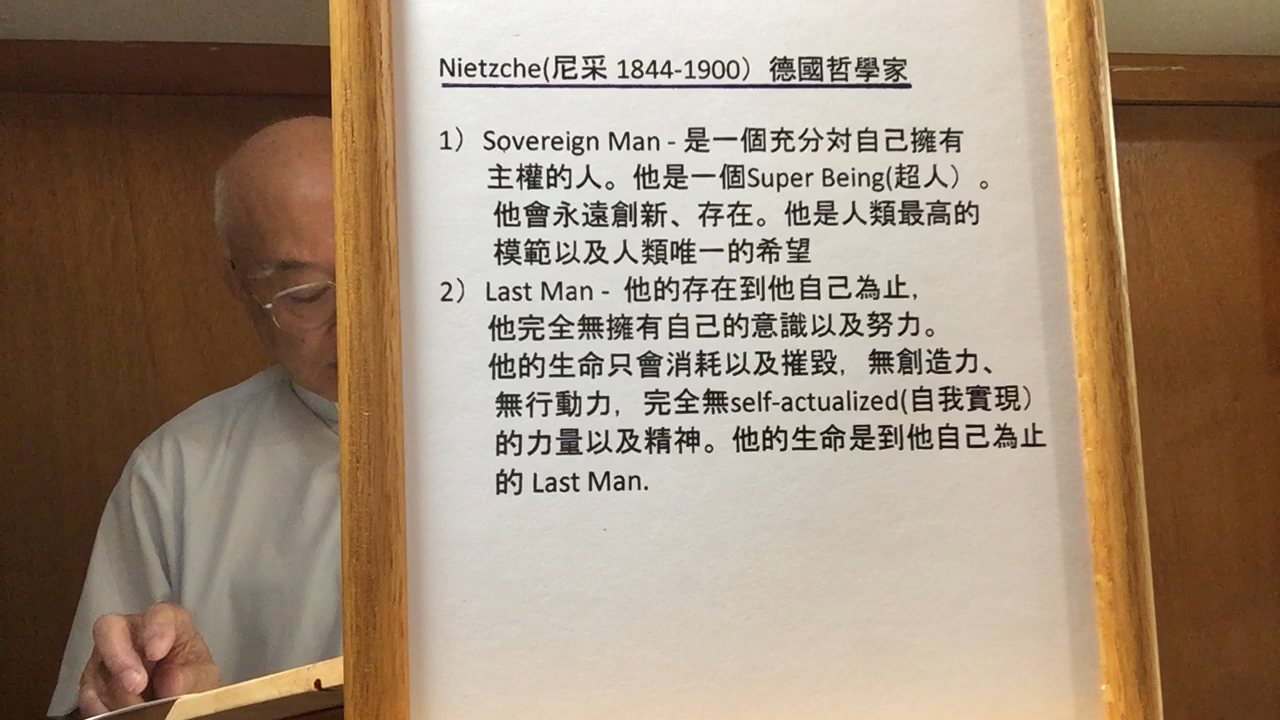 Nietzche(尼采 1844-1900）德國哲學家
1）Sovereign Man - 是一個充分対自己擁有
主權的人。他是一個Super Being(超人）。
他會永遠創新、存在。他是人類最高的
模範以及人類唯一的希望
2）Last Man - 他的存在到他自己為止，
他完全無擁有自己的意識以及努力。
他的生命只會消耗以及摧毀，無創造力、
無行動力，完全無self-actualized(自我實現）
的力量以及精神。他的生命是到他自己為止
的 Last Man.